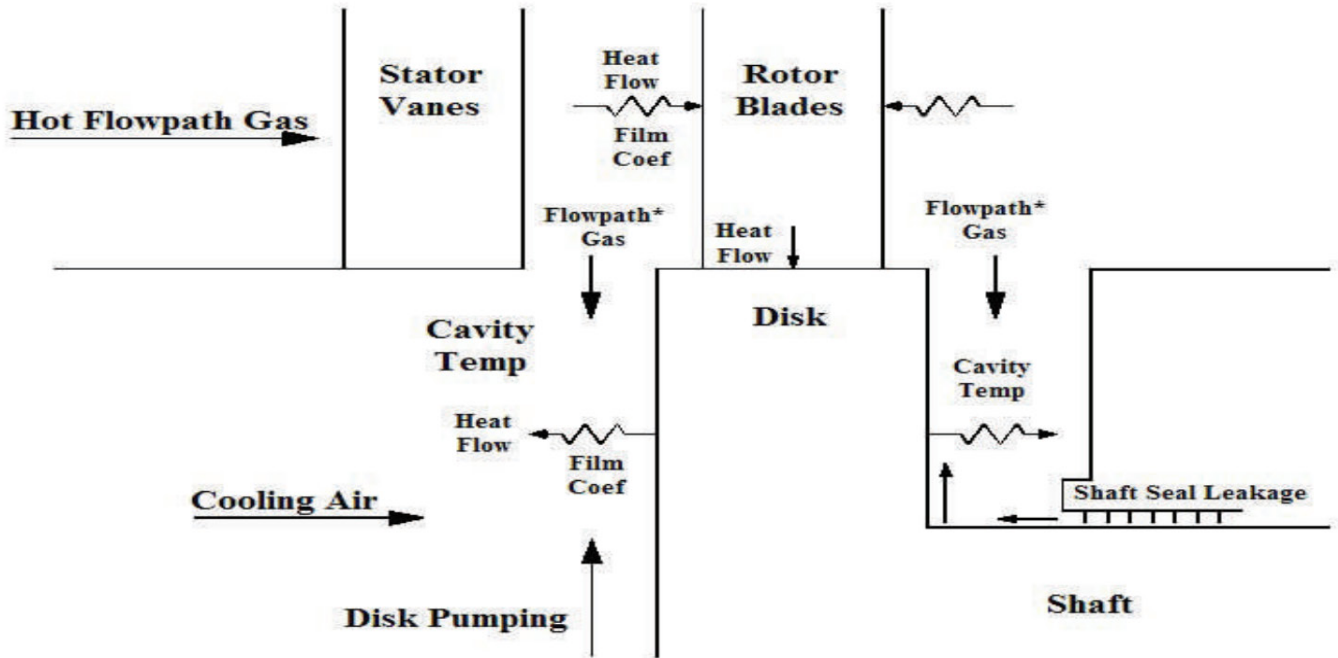 Stator
Vanes
Heat
Flow
Rotor
Blades
Hot Flowpath Gas
Film
Coef
Flowpath*
Gas
Heat
Flow
Flowpath*
Gas
Cavity
Temp
Disk
Cavity
Temp
Heat
Flow
Film
Coef
Cooling Air
Shaft Seal Leakage
Disk Pumping
Shaft